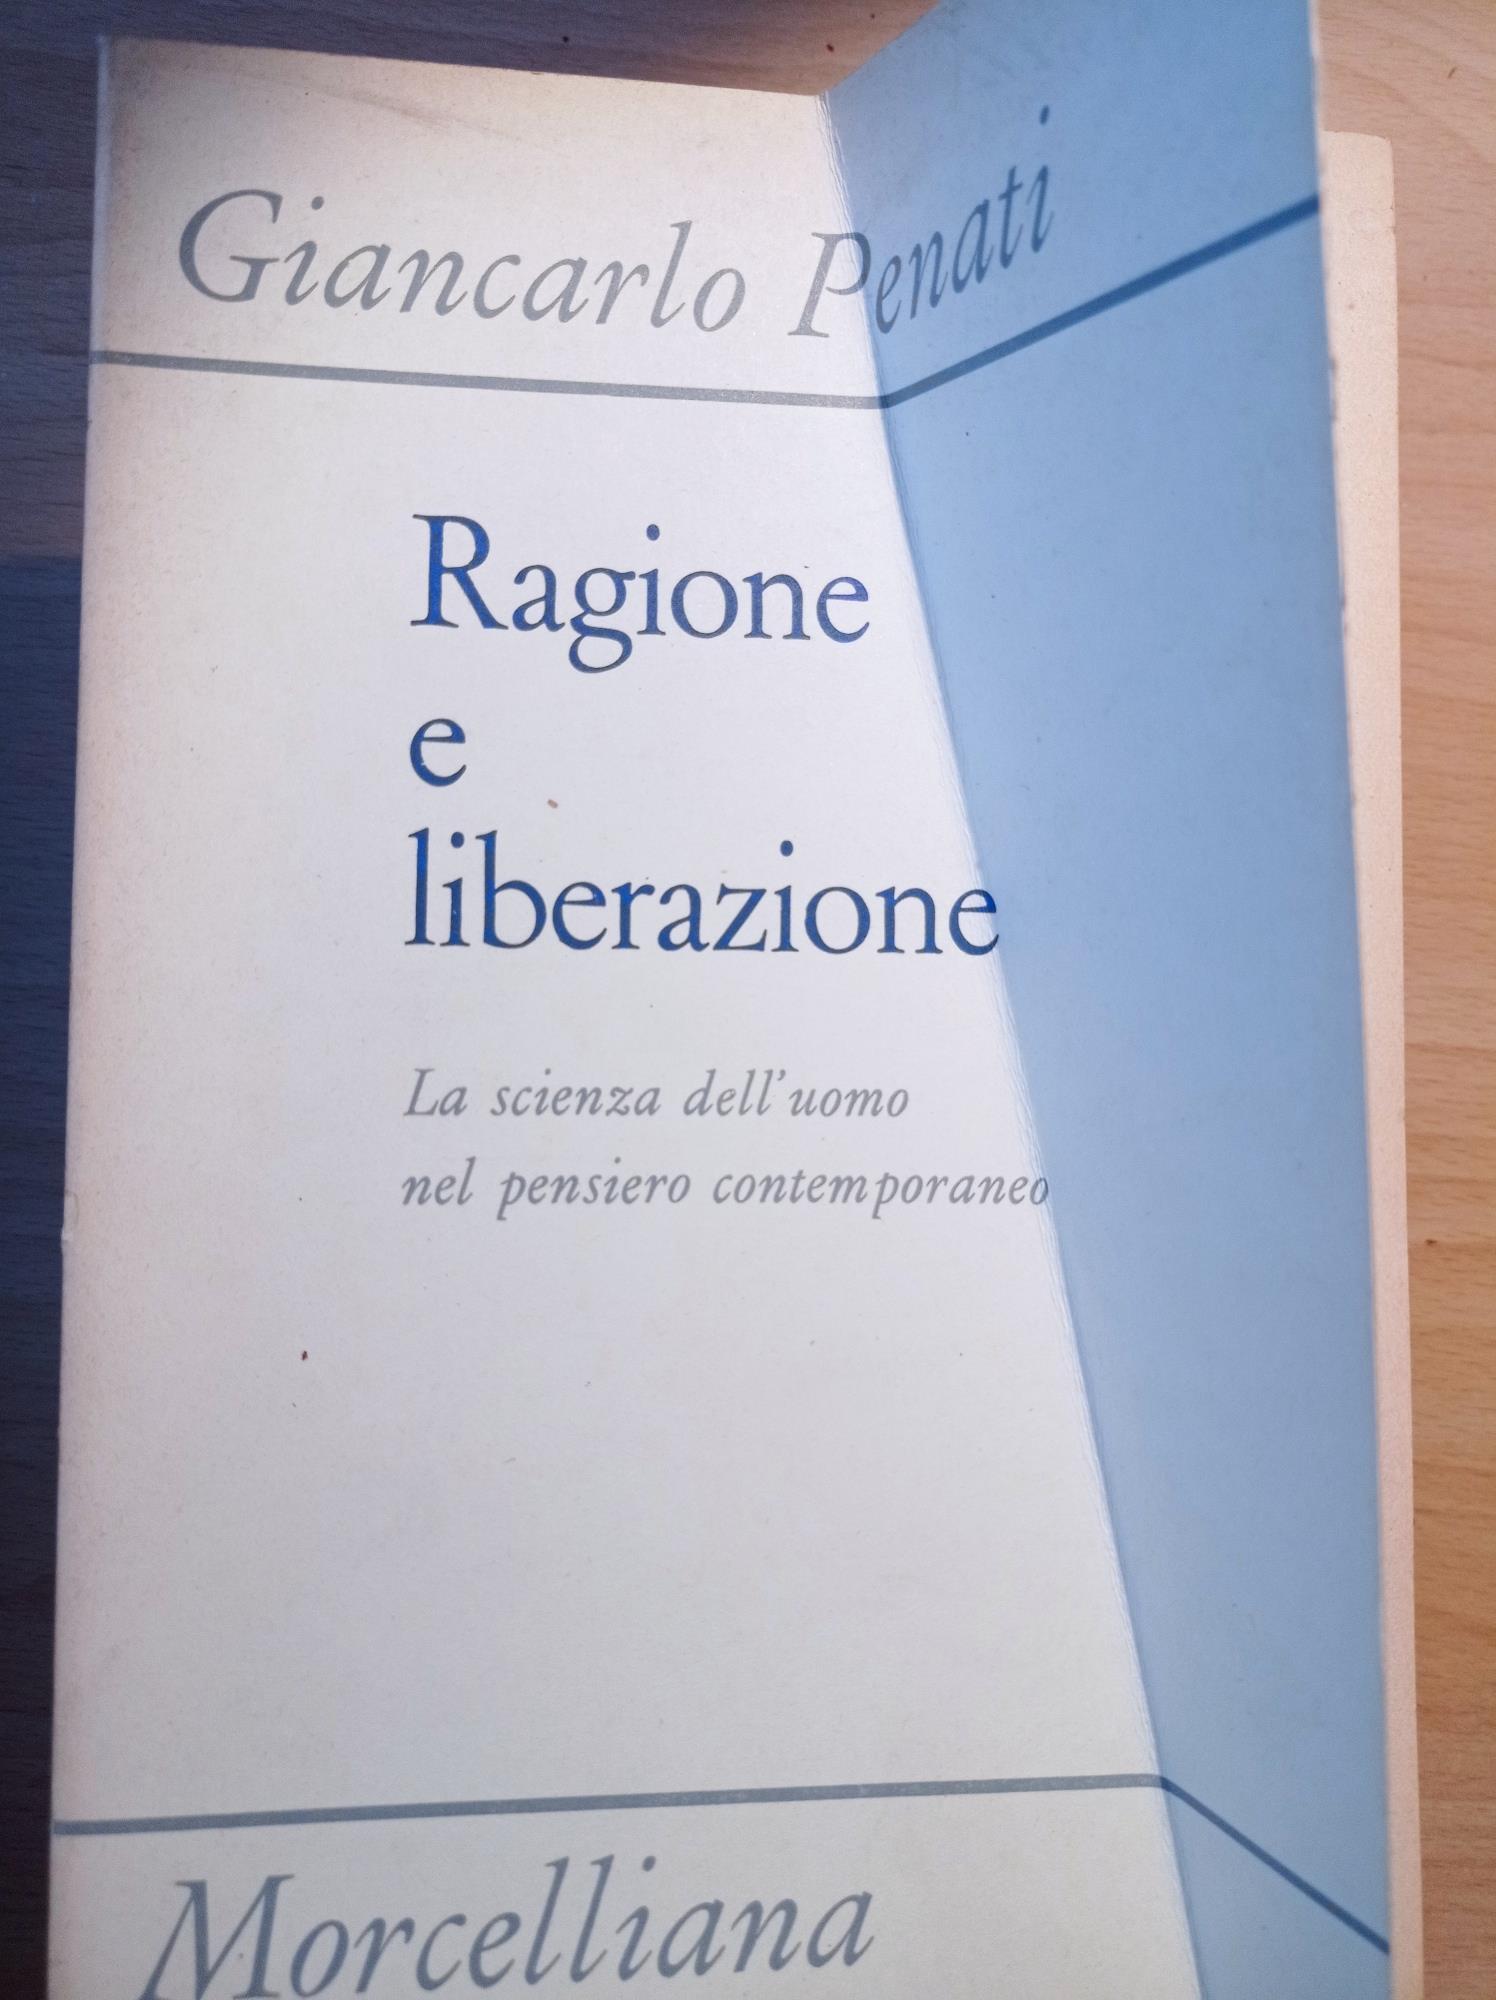 Giancarlo Penati
Ragione
e
liberazione
La scienza dell'uomo
nel pensiero contemporaneo
Morcelliana